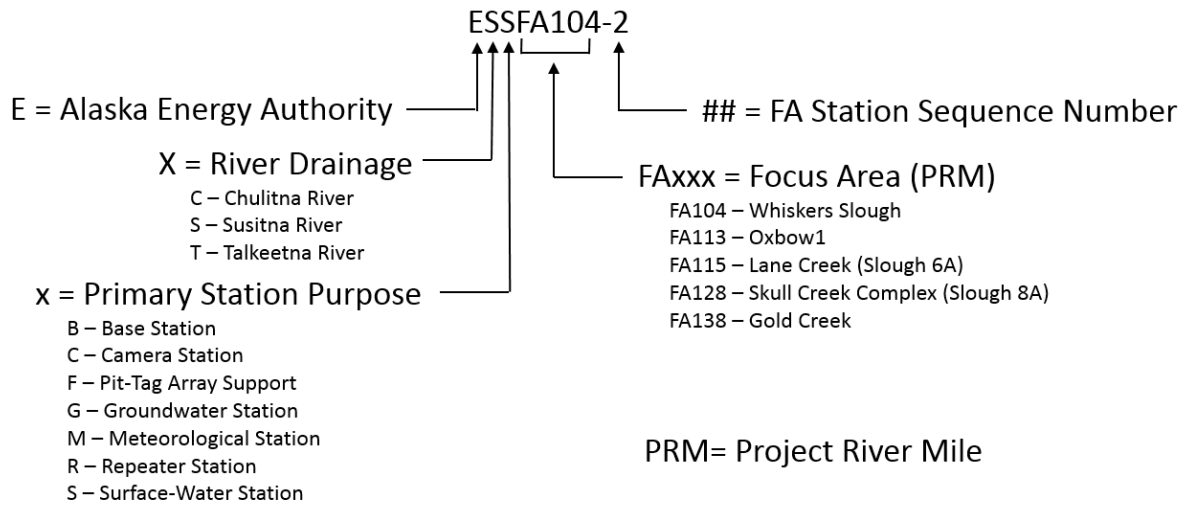 ESSFA104-2
E = Alaska Energy Authority
X = River Drainage
C – Chulitna River
S – Susitna River
T – Talkeetna River
x = Primary Station Purpose
B – Base Station
C – Camera Station
F – Pit-Tag Array Support
G – Groundwater Station
M – Meteorological Station
R – Repeater Station
S – Surface-Water Station
## = FA Station Sequence Number
FAxxx = Focus Area (PRM)
FA104 – Whiskers Slough
FA113 – Oxbow1
FA115 – Lane Creek (Slough 6A)
FA128 – Skull Creek Complex (Slough 8A)
FA138 – Gold Creek
PRM= Project River Mile